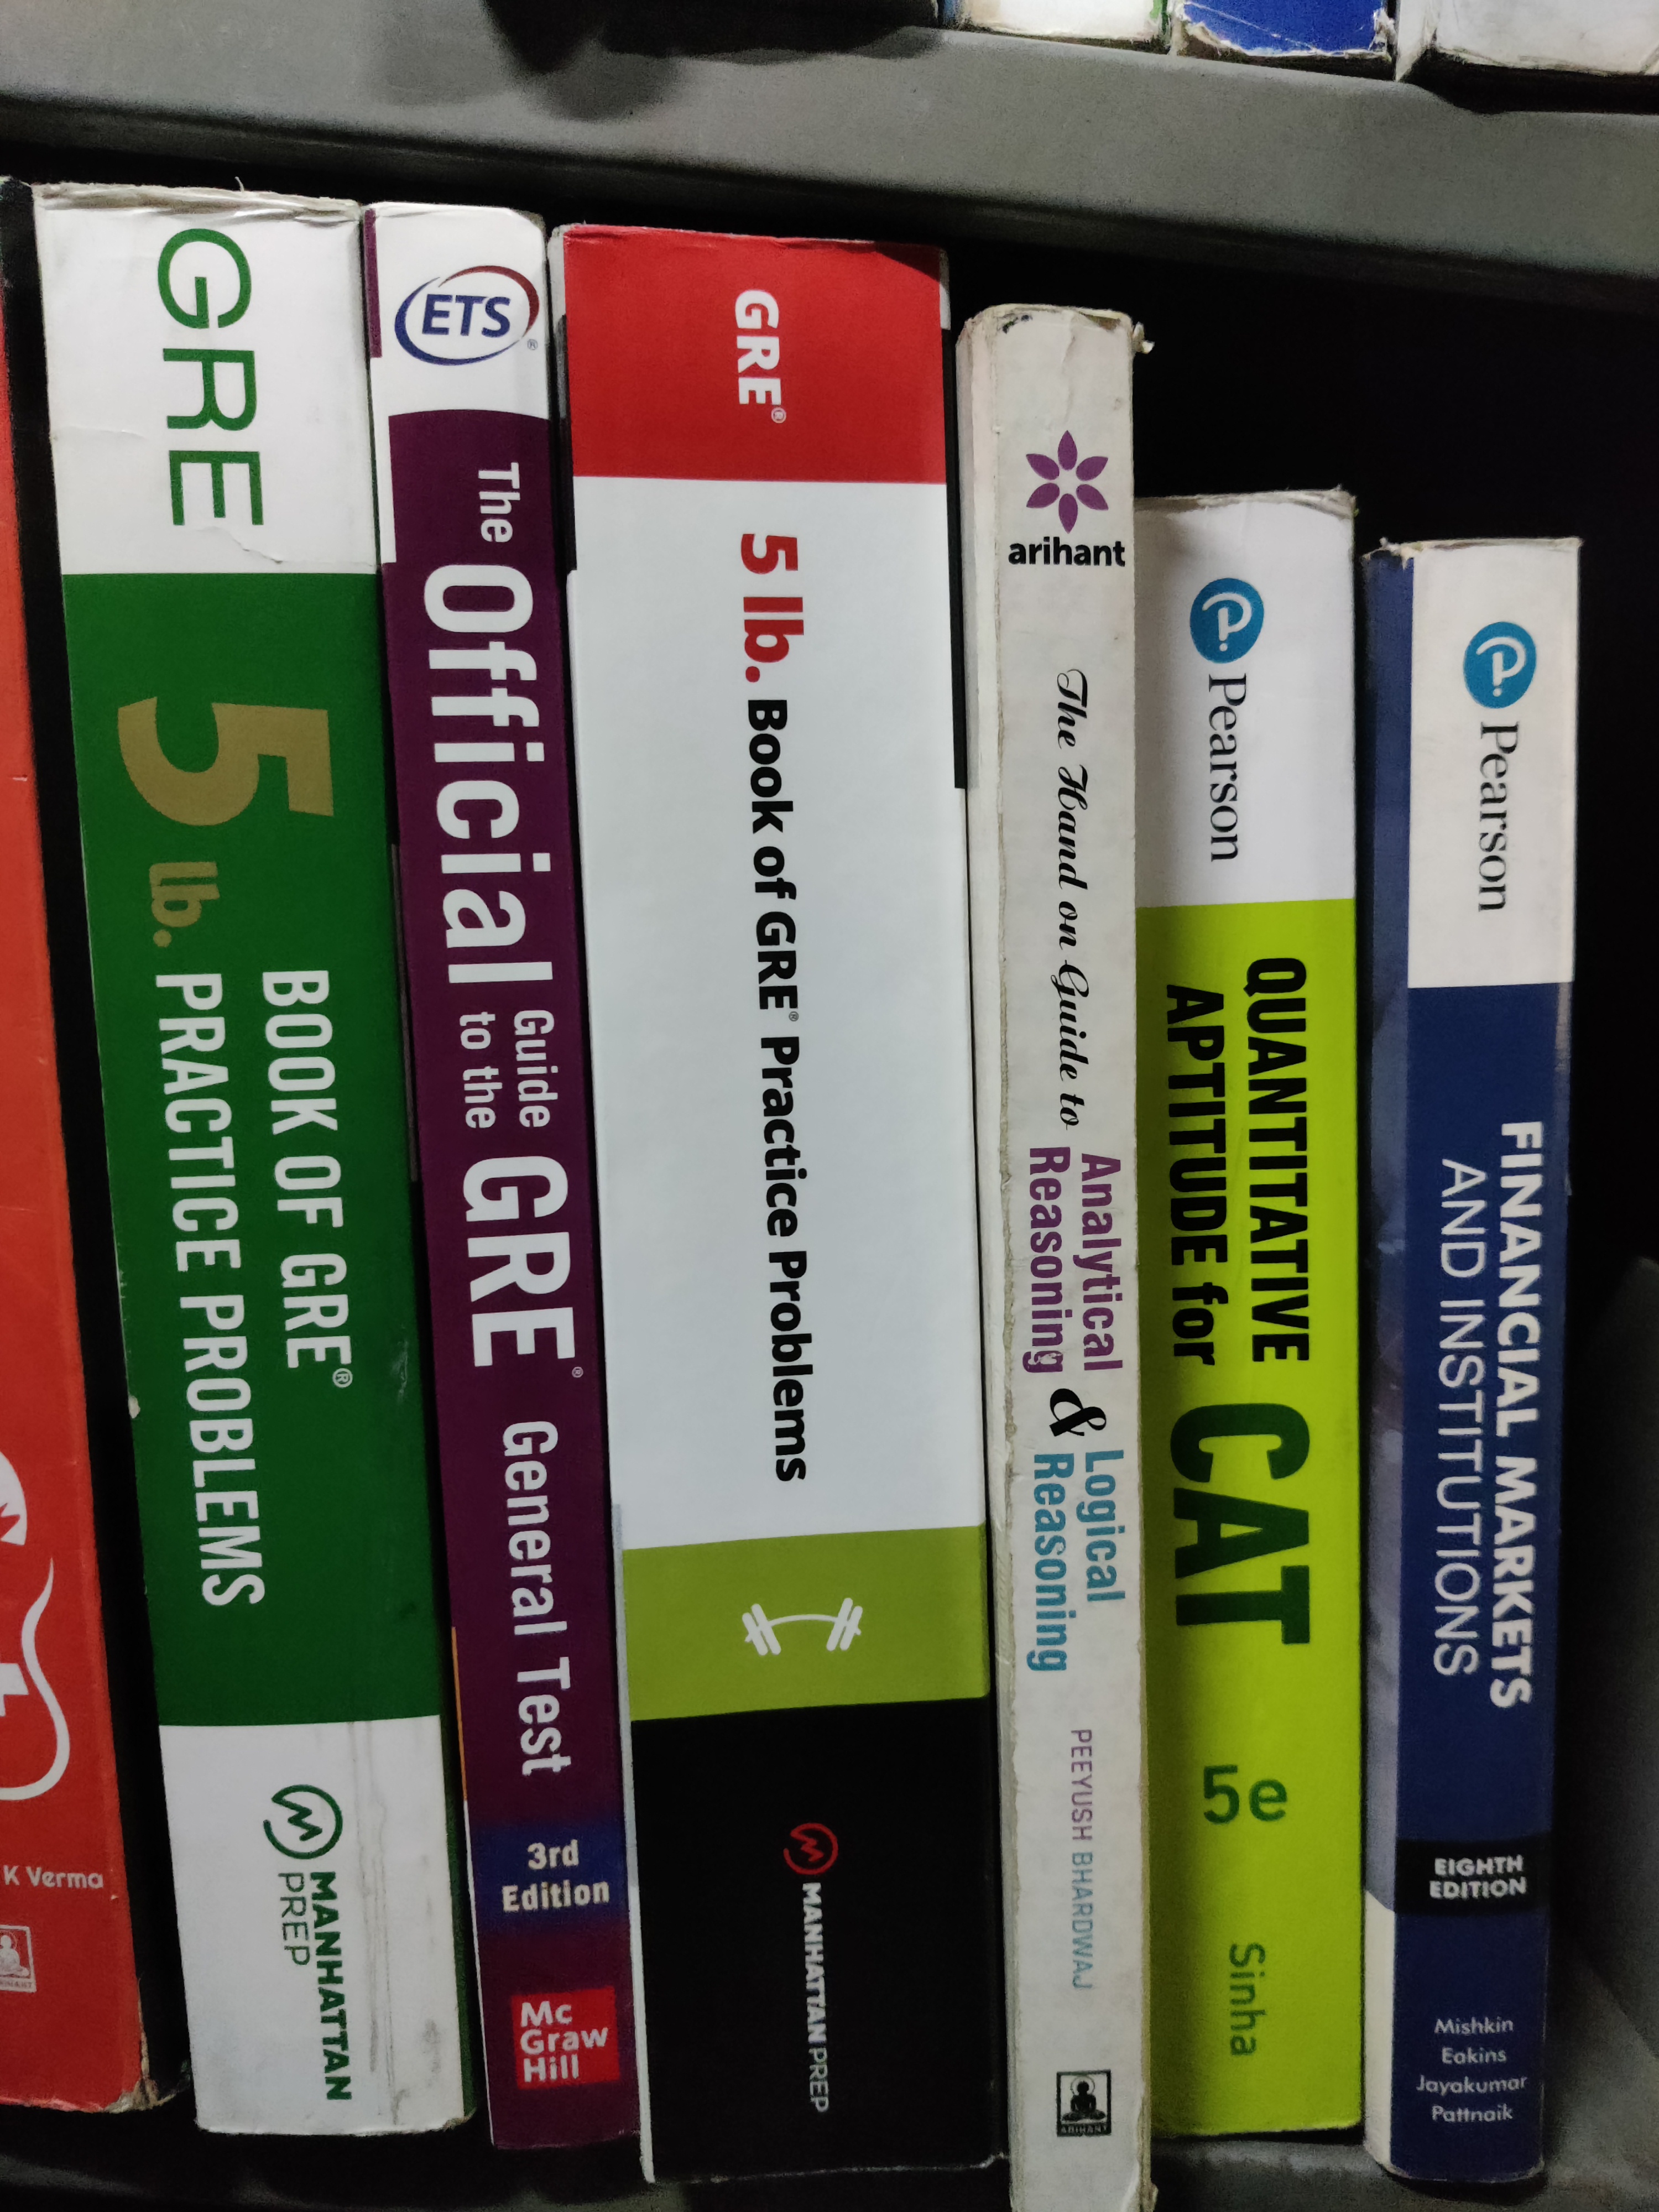 K Verma
ARIHANT
GRE
5 lb.
BOOK OF GRE®
PRACTICE PROBLEMS
MANHATTAN
PREP
ETS®
The Official Guide
to the GRE® General Test
3rd
Edition
Mc
Graw
Hill
GRE®
5 lb. Book of GRE® Practice Problems
MANHATTAN PREP
arihant
The Hand on Guide to
Analytical
Reasoning
&
Logical
Reasoning
PEEYUSH BHARDWAJ
ARIHANT
Pearson
QUANTITATIVE
APTITUDE for
CAT
5e
Sinha
Pearson
FINANCIAL MARKETS
AND INSTITUTIONS
EIGHTH
EDITION
Mishkin
Eakins
Jayakumar
Pattnaik